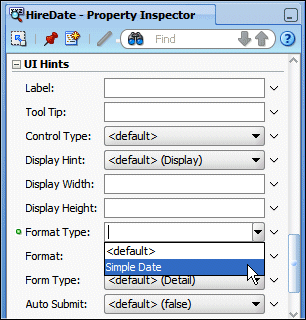 HireDate - Property Inspector
Find
UI Hints
Label:
Tool Tip:
Control Type: <default>
Display Hint: <default> (Display)
Display Width:
Display Height:
Format Type:
<default>
Format: Simple Date
Form Type: <default> (Detail)
Auto Submit: <default> (false)